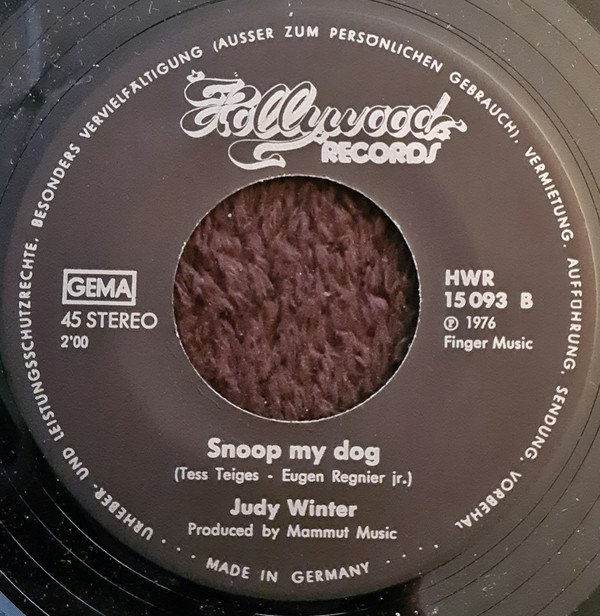 URHEBER- UND LEISTUNGSSCHUTZRECHTE, BESONDERS VERVIELFÄLTIGUNG (AUSSER ZUM PERSÖNLICHEN GEBRAUCH), VERMIETUNG, AUFFÜHRUNG, SENDUNG, VORBEHAL
Hollywood
RECORDS
GEMA
45 STEREO
2'00
HWR
15 093 B
Ⓟ 1976
Finger Music
Snoop my dog
(Tess Teiges - Eugen Regnier jr.)
Judy Winter
Produced by Mammut Music
MADE IN GERMANY